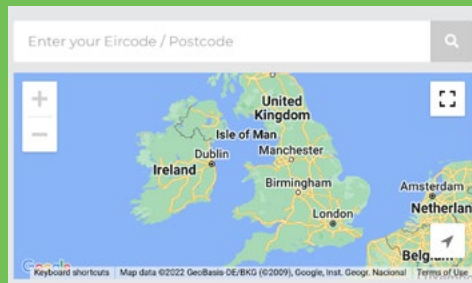 Enter your Eircode / Postcode
United
Kingdom
Isle of Man
Dublin
Manchester
Ireland
Birmingham
Amsterdam
Netherlan
London
Belgium
Google
Keyboard shortcuts Map data ©2022 GeoBasis-DE/BKG (©2009), Google, Inst. Geogr. Nacional Terms of Use